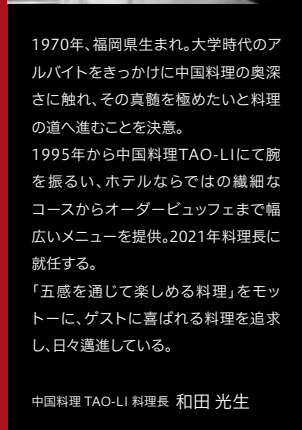 1970年、福岡県生まれ。大学時代のア
ルバイトをきっかけに中国料理の奥深
さに触れ、その真髄を極めたいと料理
の道へ進むことを決意。
1995年から中国料理TAO-LIにて腕
を振るい、ホテルならではの繊細な
コースからオーダービュッフェまで幅
広いメニューを提供。2021年料理長に
就任する。
「五感を通じて楽しめる料理」をモッ
トーに、ゲストに喜ばれる料理を追求
し、日々邁進している。
中国料理 TAO-LI 料理長 和田 光生